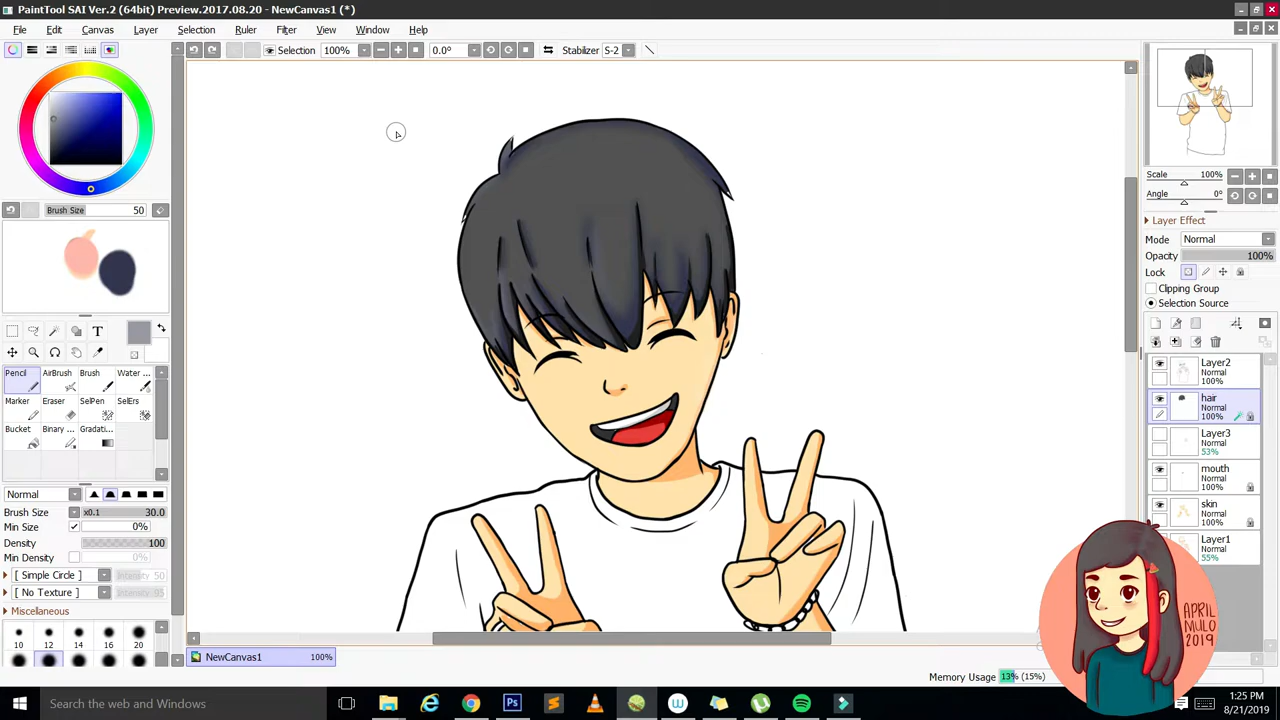 PaintTool SAI Ver.2 (64bit) Preview.2017.08.20 - NewCanvas1 (*)
File Edit Canvas Layer Selection Ruler Filter View Window Help
Selection 100% 0.0° Stabilizer S-2
Scale 100%
Angle 0°
Brush Size 50
Layer Effect
Mode Normal
Opacity 100%
Lock
Clipping Group
Selection Source
T
Pencil AirBrush Brush Water ...
Marker Eraser SelPen SelErs
Bucket Binary ... Gradati...
Normal
Brush Size x0.1 30.0
Min Size 0%
Density 100
Min Density 0%
[ Simple Circle ] Intensity 50
[ No Texture ] Intensity 95
Miscellaneous
10 12 14 16 20
Layer2
Normal
100%
hair
Normal
100%
Layer3
Normal
53%
mouth
Normal
100%
skin
Normal
100%
Layer1
Normal
55%
APRIL
MULO
2019
NewCanvas1 100%
Memory Usage 13% (15%)
Search the web and Windows
1:25 PM
8/21/2019